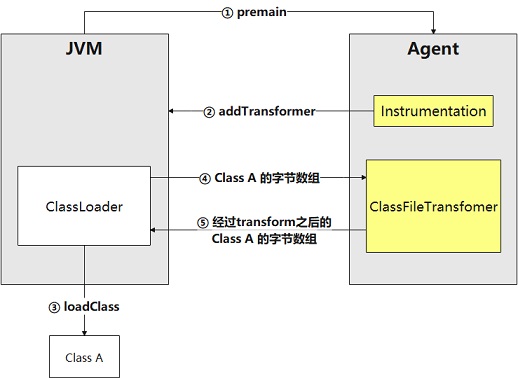 ① premain
JVM
Agent
Instrumentation
② addTransformer
④ Class A 的字节数组
ClassLoader
ClassFileTransfomer
⑤ 经过transform之后的
Class A 的字节数组
③ loadClass
Class A